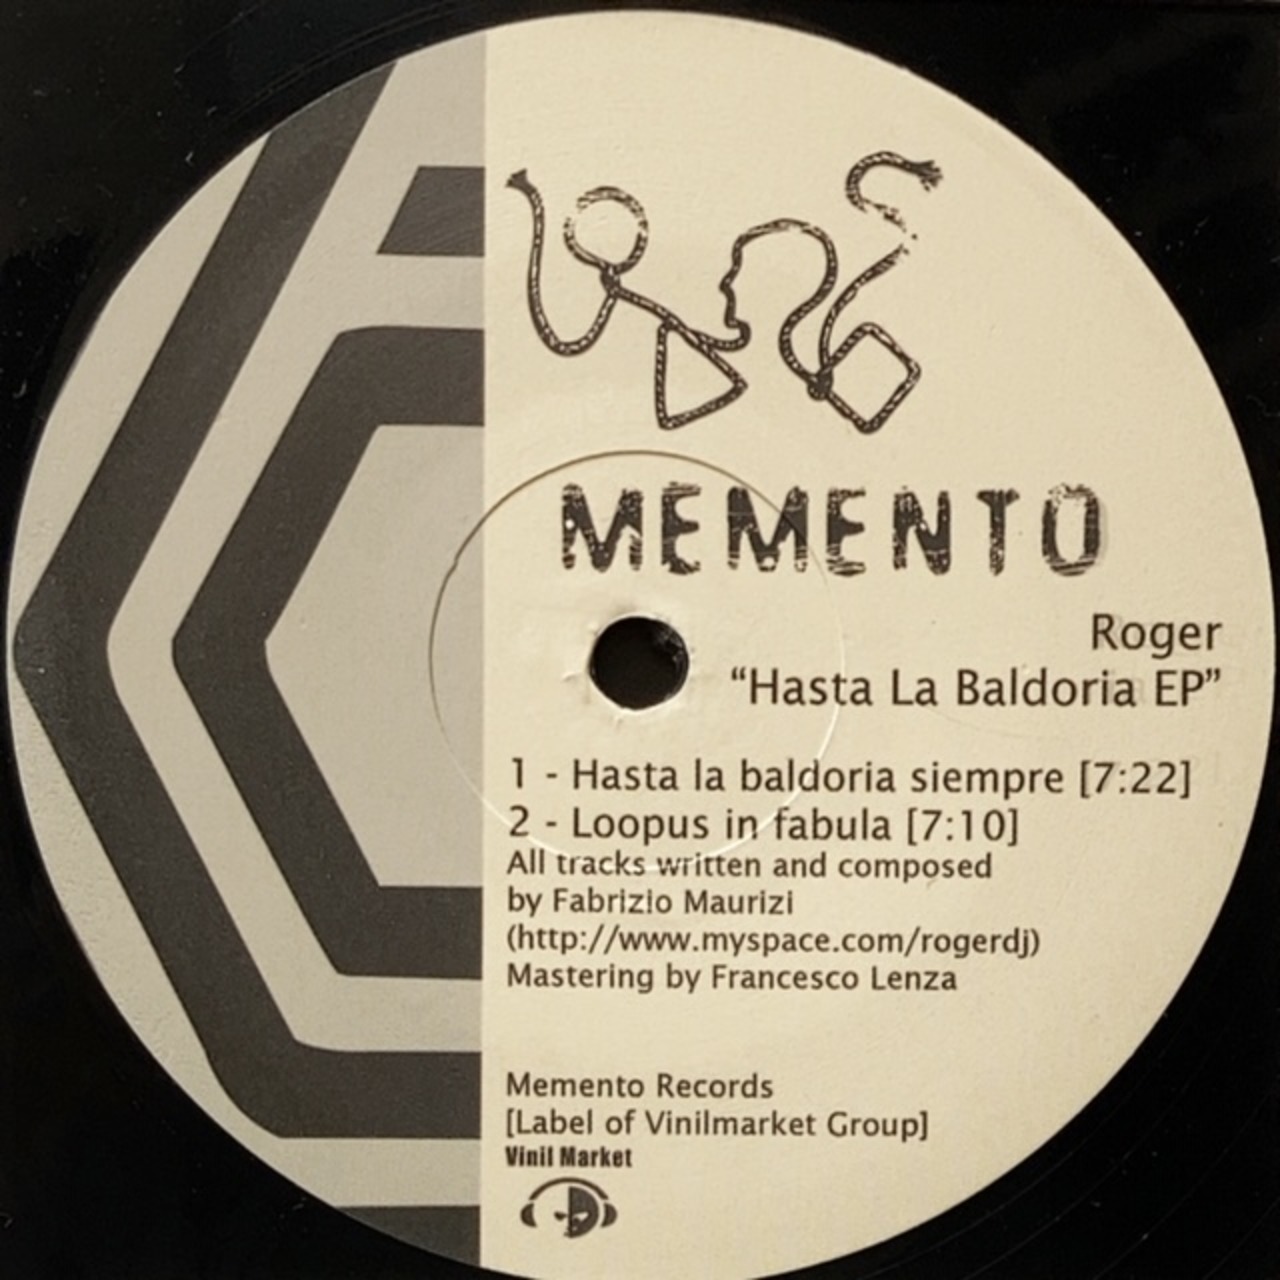 MEMENTO
Roger
“Hasta La Baldoria EP”
1 - Hasta la baldoria siempre [7:22]
2 - Loopus in fabula [7:10]
All tracks written and composed
by Fabrizio Maurizi
(http://www.myspace.com/rogerdj)
Mastering by Francesco Lenza
Memento Records
[Label of Vinilmarket Group]
Vinil Market